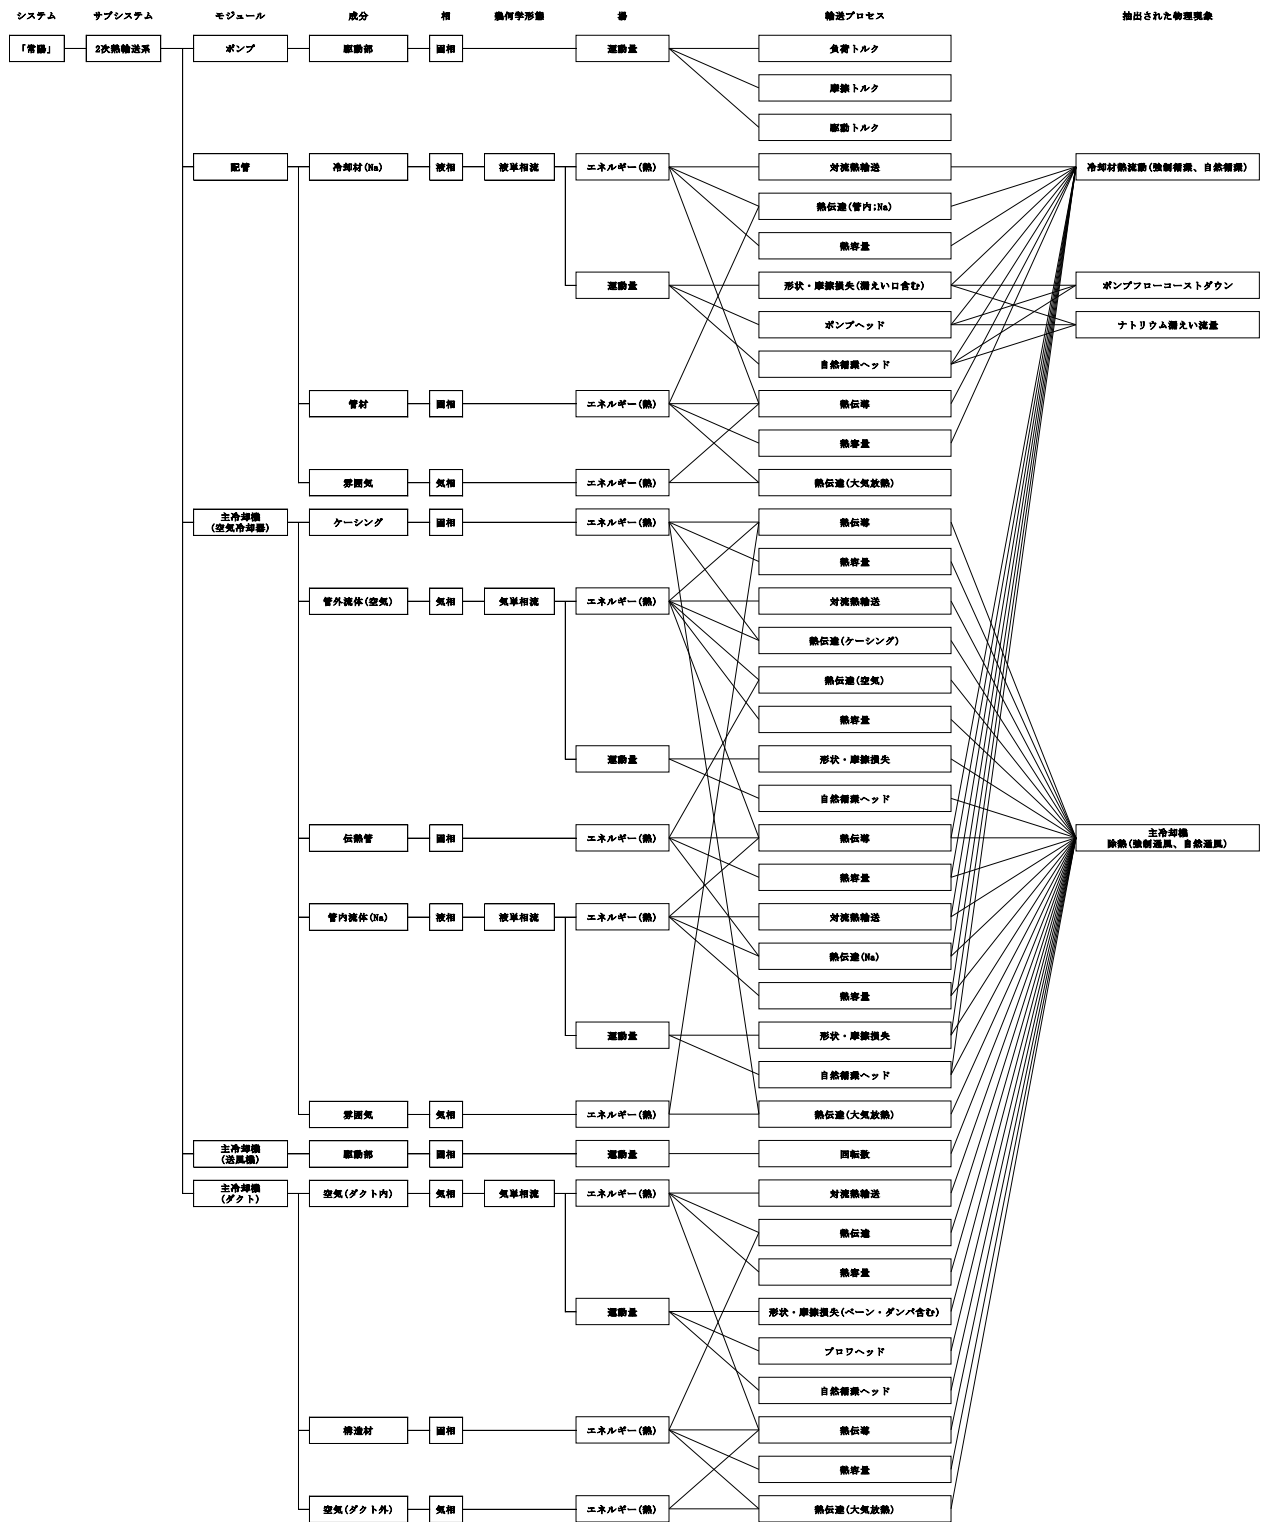 システム サブシステム モジュール 成分 相 幾何学形態 場 輸送プロセス 抽出された物理現象
「常陽」 2次熱輸送系 ポンプ 駆動部 固相 運動量 負荷トルク
摩擦トルク
駆動トルク
配管 冷却材(Na) 液相 液単相流 エネルギー(熱) 対流熱輸送 冷却材熱流動(強制循環、自然循環)
熱伝達(管内;Na)
熱容量
運動量 形状・摩擦損失(漏えい口含む) ポンプフローコーストダウン
ポンプヘッド ナトリウム漏えい流量
自然循環ヘッド
管材 固相 エネルギー(熱) 熱伝導
熱容量
雰囲気 気相 エネルギー(熱) 熱伝達(大気放熱)
主冷却機
(空気冷却器) ケーシング 固相 エネルギー(熱) 熱伝導
熱容量
管外流体(空気) 気相 気単相流 エネルギー(熱) 対流熱輸送
熱伝達(ケーシング)
熱伝達(空気)
熱容量
運動量 形状・摩擦損失
自然循環ヘッド
伝熱管 固相 エネルギー(熱) 熱伝導 主冷却機
除熱(強制通風、自然通風)
熱容量
管内流体(Na) 液相 液単相流 エネルギー(熱) 対流熱輸送
熱伝達(Na)
熱容量
運動量 形状・摩擦損失
自然循環ヘッド
雰囲気 気相 エネルギー(熱) 熱伝達(大気放熱)
主冷却機
(送風機) 駆動部 固相 運動量 回転数
主冷却機
(ダクト) 空気(ダクト内) 気相 気単相流 エネルギー(熱) 対流熱輸送
熱伝達
熱容量
運動量 形状・摩擦損失(ベーン・ダンパ含む)
ブロワヘッド
自然循環ヘッド
構造材 固相 エネルギー(熱) 熱伝導
熱容量
空気(ダクト外) 気相 エネルギー(熱) 熱伝達(大気放熱)